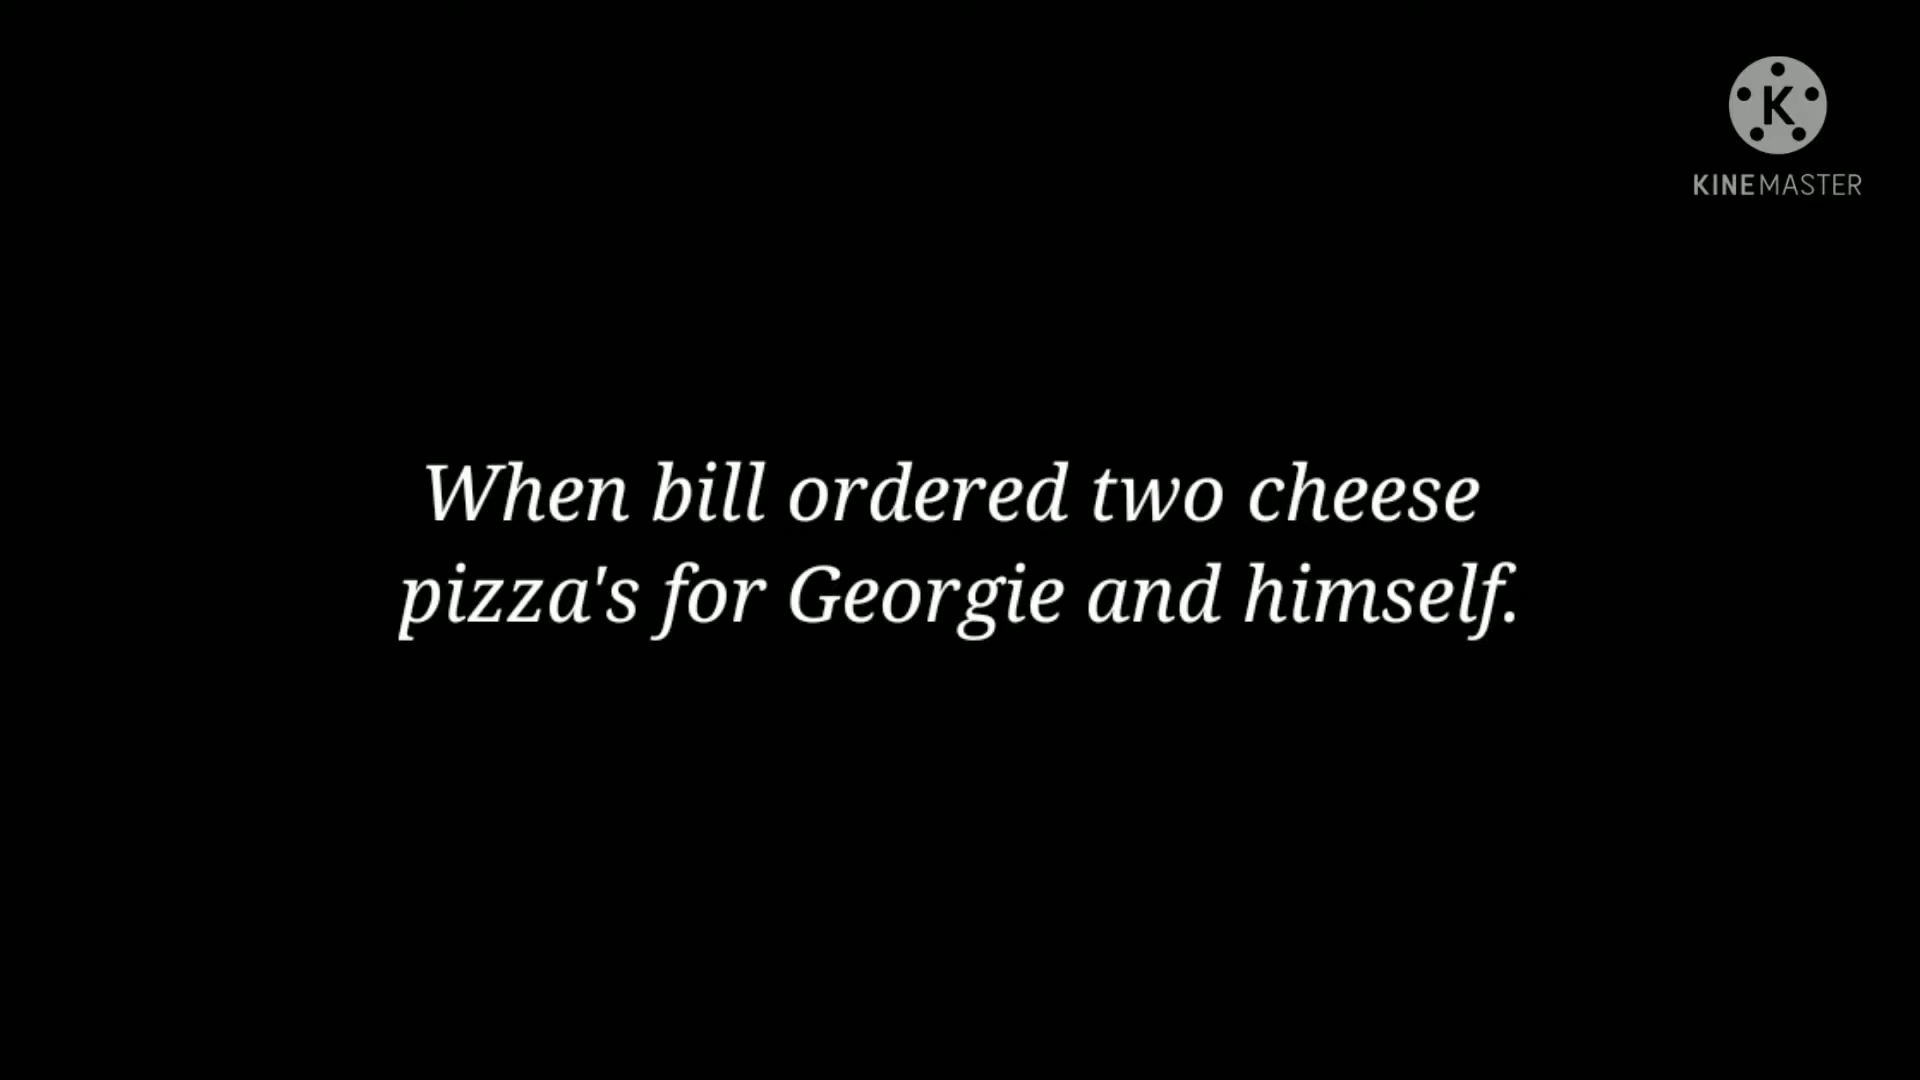 K
KINEMASTER
When bill ordered two cheese
pizza's for Georgie and himself.